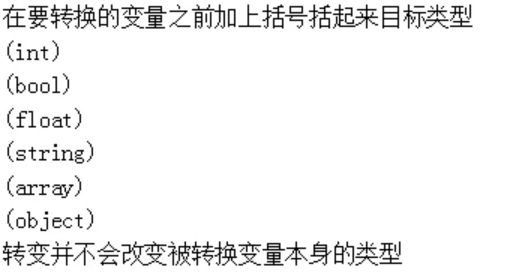 在要转换的变量之前加上括号括起来目标类型
(int)
(bool)
(float)
(string)
(array)
(object)
转变并不会改变被转换变量本身的类型